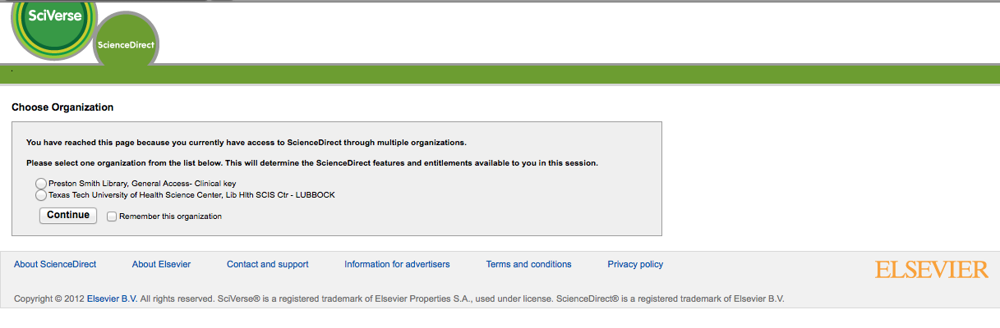 SciVerse
ScienceDirect
Choose Organization
You have reached this page because you currently have access to ScienceDirect through multiple organizations.
Please select one organization from the list below. This will determine the ScienceDirect features and entitlements available to you in this session.
Preston Smith Library, General Access- Clinical key
Texas Tech University of Health Science Center, Lib Hlth SCIS Ctr - LUBBOCK
Continue Remember this organization
About ScienceDirect About Elsevier Contact and support Information for advertisers Terms and conditions Privacy policy
ELSEVIER
Copyright © 2012 Elsevier B.V. All rights reserved. SciVerse® is a registered trademark of Elsevier Properties S.A., used under license. ScienceDirect® is a registered trademark of Elsevier B.V.